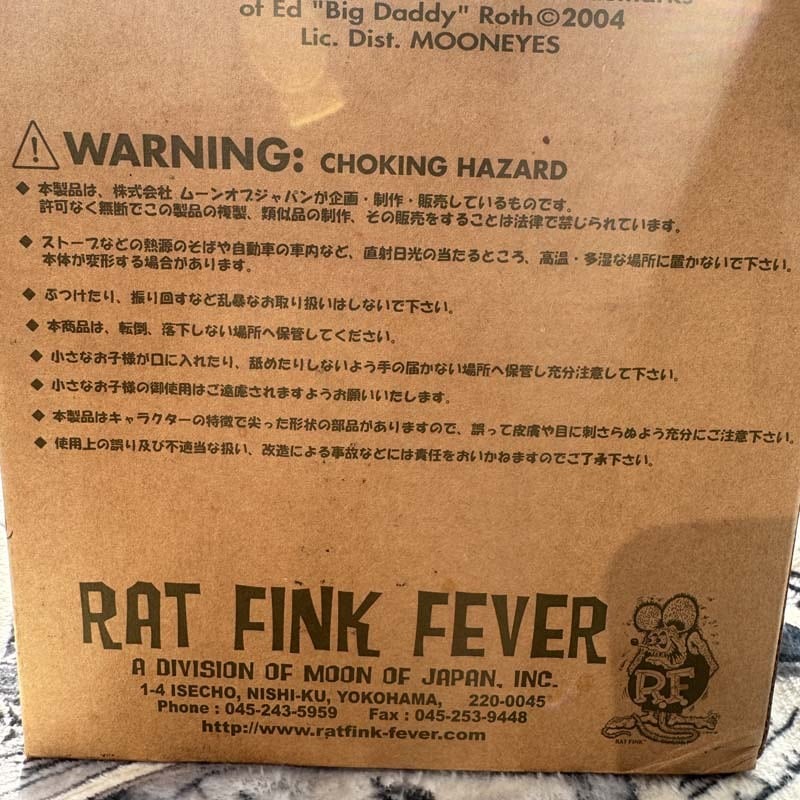 of Ed "Big Daddy" Roth©2004
Lic. Dist. MOONEYES
WARNING: CHOKING HAZARD
◆ 本製品は、株式会社 ムーンオブジャパンが企画・制作・販売しているものです。
許可なく無断でこの製品の複製、類似品の制作、その販売をすることは法律で禁じられています。
◆ ストーブなどの熱源のそばや自動車の車内など、直射日光の当たるところ、高温・多湿な場所に置かないで下さい。
本体が変形する場合があります。
◆ ぶつけたり、振り回すなど乱暴なお取り扱いはしないで下さい。
◆ 本商品は、転倒、落下しない場所へ保管してください。
◆ 小さなお子様が口に入れたり、舐めたりしないよう手の届かない場所へ保管し充分注意して下さい。
◆ 小さなお子様の御使用はご遠慮されますようお願いいたします。
◆ 本製品はキャラクターの特徴で尖った形状の部品がありますので、誤って皮膚や目に刺さらぬよう充分にご注意下さい。
◆ 使用上の誤り及び不適当な扱い、改造による事故などには責任をおいかねますのでご了承下さい。
RAT FINK FEVER
A DIVISION OF MOON OF JAPAN, INC.
1-4 ISECHO, NISHI-KU, YOKOHAMA, 220-0045
Phone : 045-243-5959 Fax : 045-253-9448
http://www.ratfink-fever.com
R.F.
RAT FINK